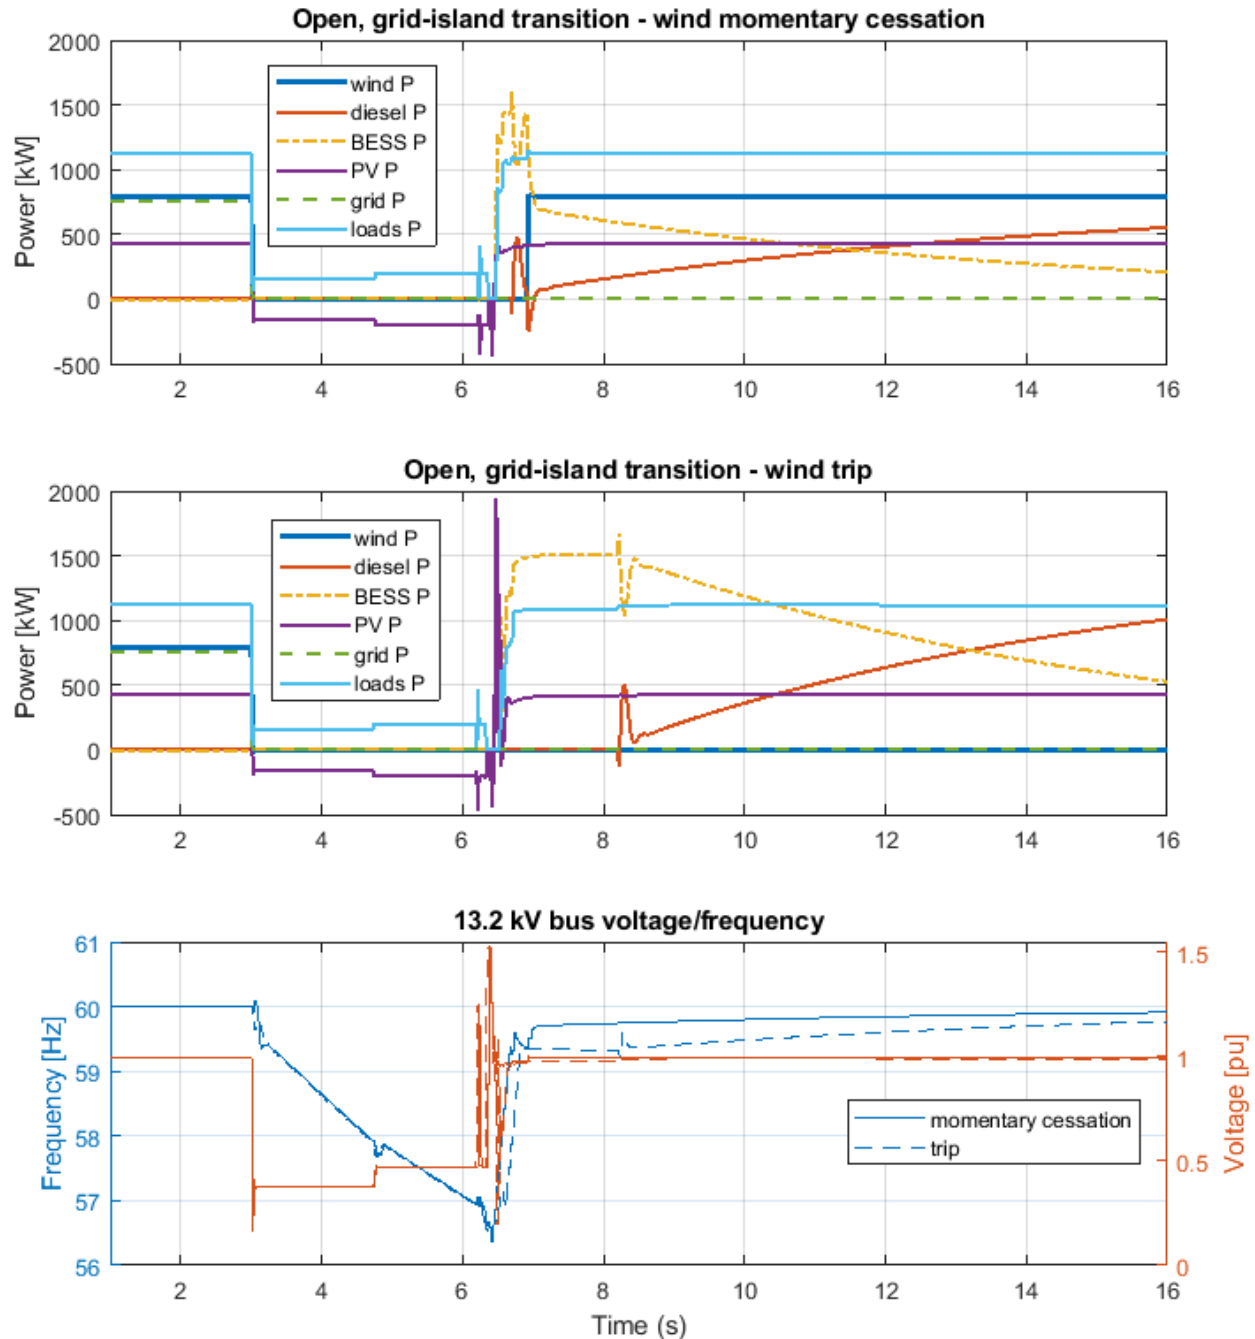 Open, grid-island transition - wind momentary cessation
2000
1500
1000
500
0
-500
Power [kW]
wind P
diesel P
BESS P
PV P
grid P
loads P
2 4 6 8 10 12 14 16
Open, grid-island transition - wind trip
2000
1500
1000
500
0
-500
Power [kW]
wind P
diesel P
BESS P
PV P
grid P
loads P
2 4 6 8 10 12 14 16
13.2 kV bus voltage/frequency
61
60
59
58
57
56
Frequency [Hz]
momentary cessation
trip
1.5
1
0.5
0
Voltage [pu]
2 4 6 8 10 12 14 16
Time (s)